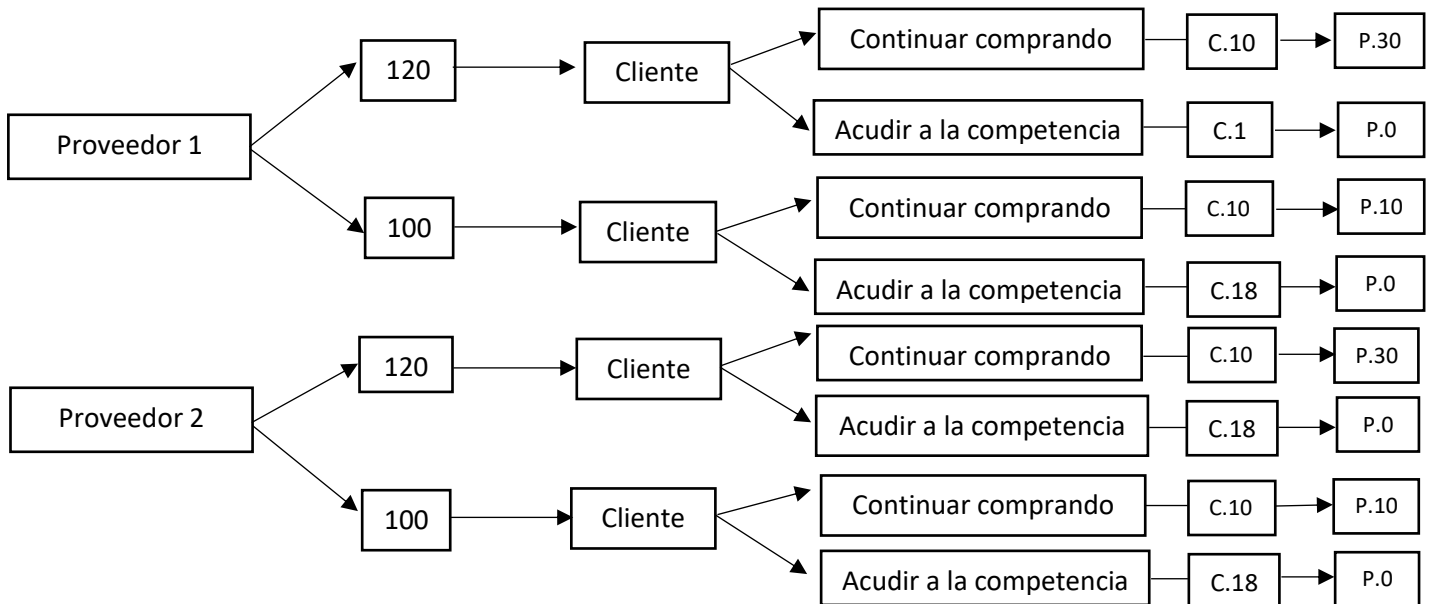 Continuar comprando
C.10
P.30
120
Cliente
Acudir a la competencia
C.1
P.0
Proveedor 1
Continuar comprando
C.10
P.10
100
Cliente
Acudir a la competencia
C.18
P.0
Continuar comprando
C.10
P.30
120
Cliente
Acudir a la competencia
C.18
P.0
Proveedor 2
Continuar comprando
C.10
P.10
100
Cliente
Acudir a la competencia
C.18
P.0